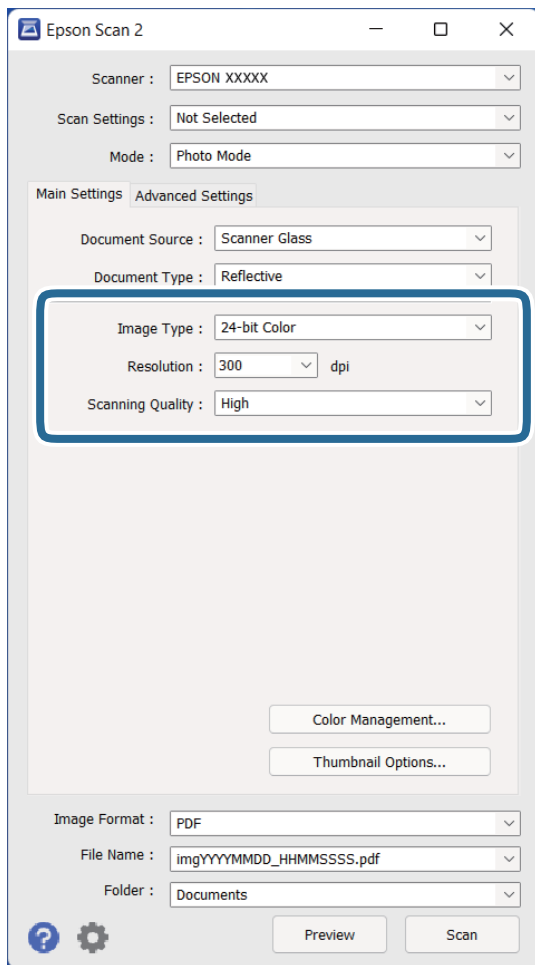 Epson Scan 2
Scanner : EPSON XXXXX
Scan Settings : Not Selected
Mode : Photo Mode
Main Settings Advanced Settings
Document Source : Scanner Glass
Document Type : Reflective
Image Type : 24-bit Color
Resolution : 300 dpi
Scanning Quality : High
Color Management...
Thumbnail Options...
Image Format : PDF
File Name : imgYYYYMMDD_HHMMSSSS.pdf
Folder : Documents
? Preview Scan